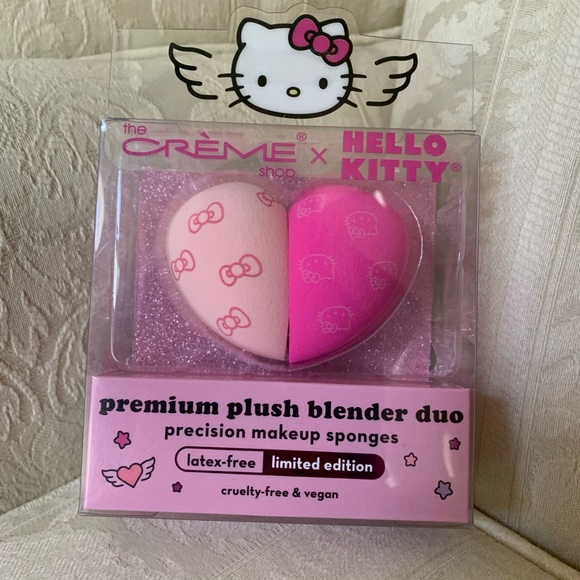 the
CRÈME® x HELLO
shop KITTY®
premium plush blender duo
precision makeup sponges
latex-free limited edition
cruelty-free & vegan